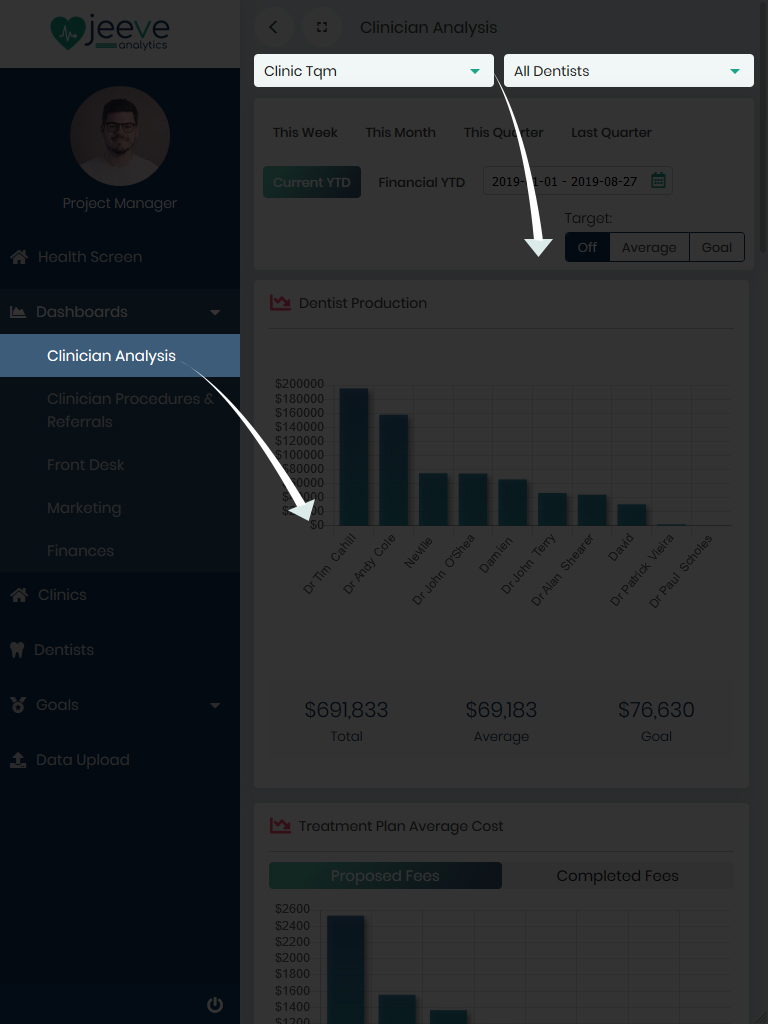 jeeve
analytics
Project Manager
Health Screen
Dashboards
Clinician Analysis
Clinician Procedures &
Referrals
Front Desk
Marketing
Finances
Clinics
Dentists
Goals
Data Upload
Clinician Analysis
Clinic Tqm
All Dentists
This Week
This Month
This Quarter
Last Quarter
Current YTD
Financial YTD
2019-01-01 - 2019-08-27
Target:
Off
Average
Goal
Dentist Production
$200000
$180000
$160000
$140000
$120000
$100000
$80000
$60000
$0
Dr Tim Cahill
Dr Andy Cole
Neville
Dr John O'Shea
Damien
Dr John Terry
Dr Alan Shearer
David
Dr Patrick Vieira
Dr Paul Scholes
$691,833
$69,183
$76,630
Total
Average
Goal
Treatment Plan Average Cost
Proposed Fees
Completed Fees
$2600
$2400
$2200
$2000
$1800
$1600
$1400
$1200